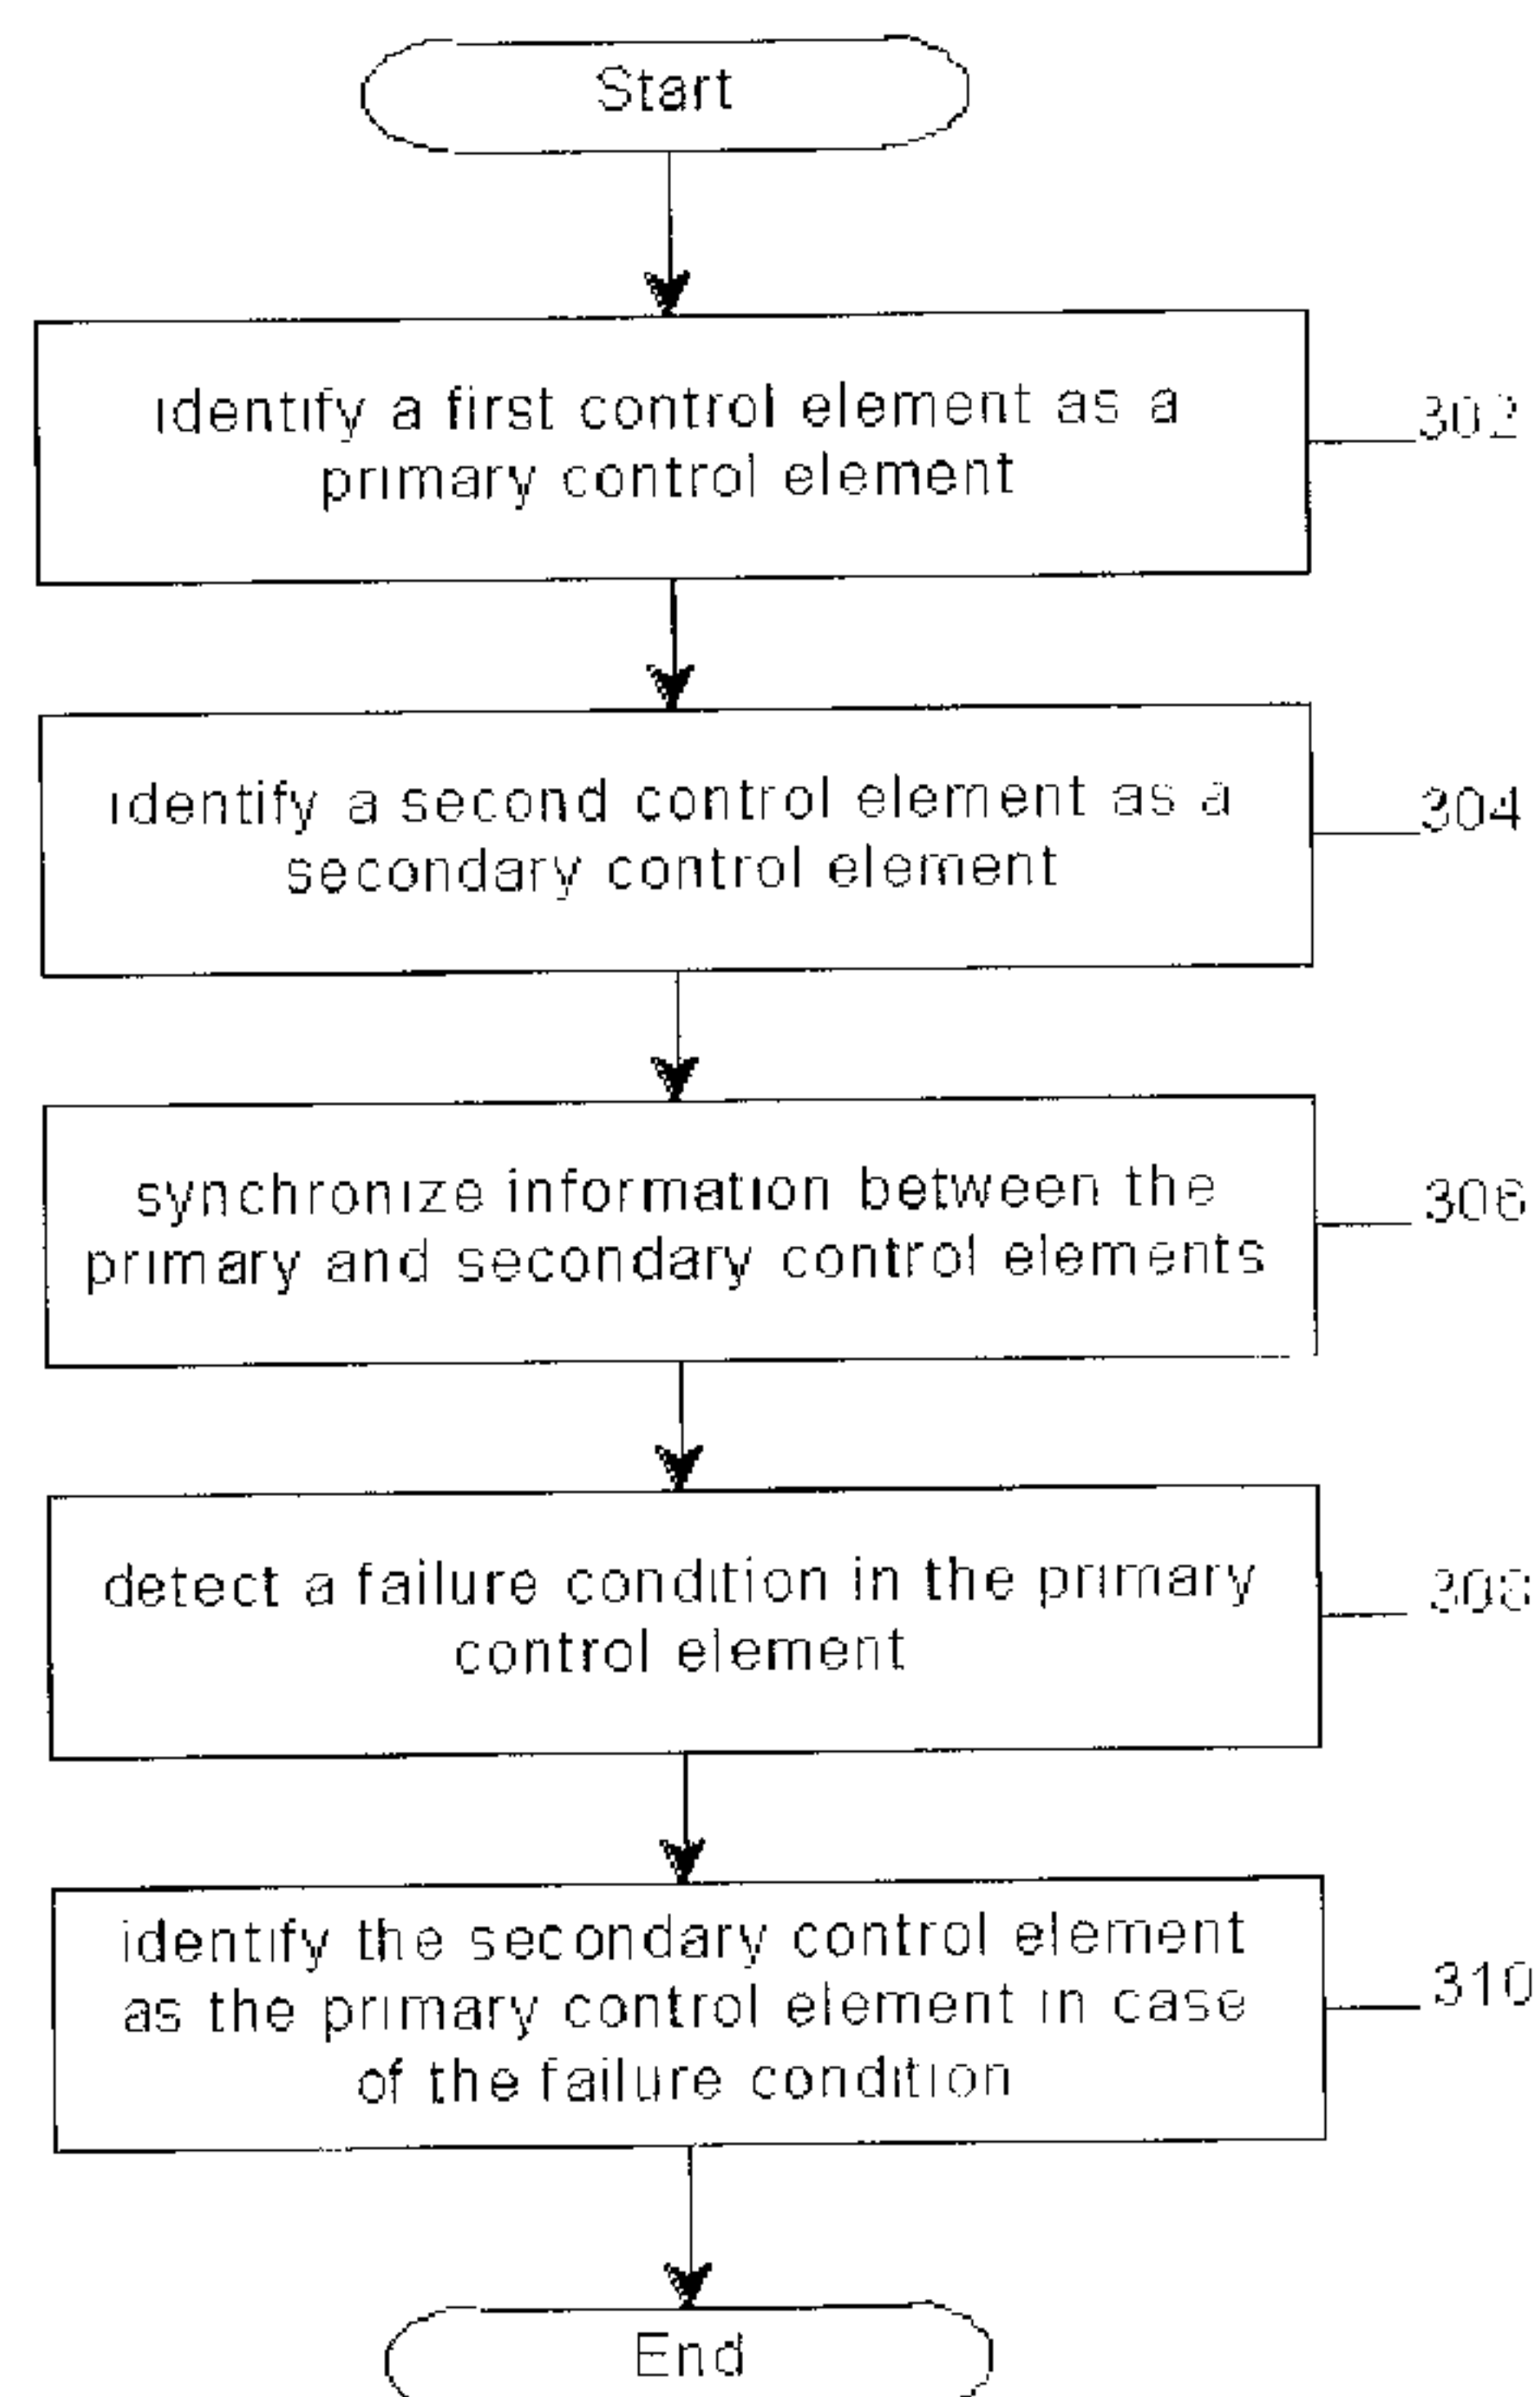 Start
identify a first control element as a
primary control element
302
identify a second control element as a
secondary control element
304
synchronize information between the
primary and secondary control elements
306
detect a failure condition in the primary
control element
308
identify the secondary control element
as the primary control element in case
of the failure condition
310
End